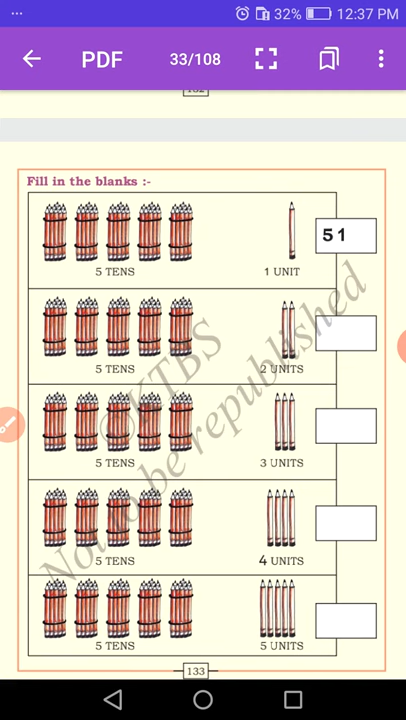 32% 12:37 PM
PDF 33/108
132
Fill in the blanks :-
51
5 TENS 1 UNIT
5 TENS 2 UNITS
5 TENS 3 UNITS
5 TENS 4 UNITS
5 TENS 5 UNITS
©KTBS
Not to be republished
133